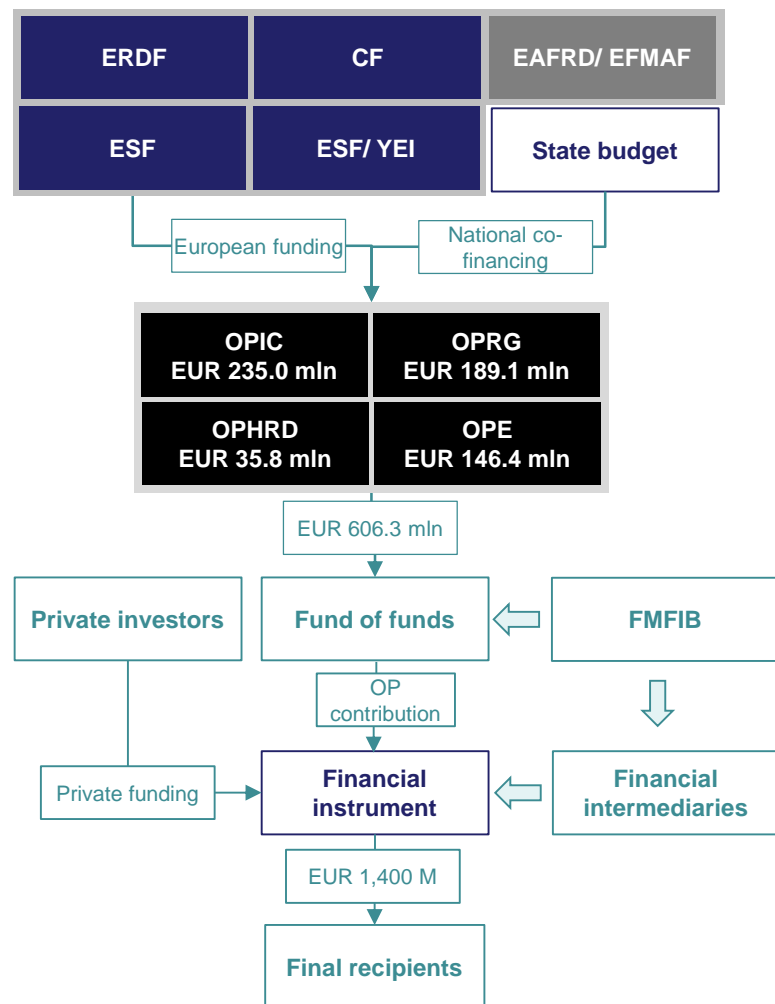 ERDF
CF
EAFRD/ EFMAF
ESF
ESF/ YEI
State budget
European funding
National co-
financing
OPIC
EUR 235.0 mln
OPRG
EUR 189.1 mln
OPHRD
EUR 35.8 mln
OPE
EUR 146.4 mln
EUR 606.3 mln
Private investors
Fund of funds
FMFIB
OP
contribution
Private funding
Financial
instrument
Financial
intermediaries
EUR 1,400 M
Final recipients